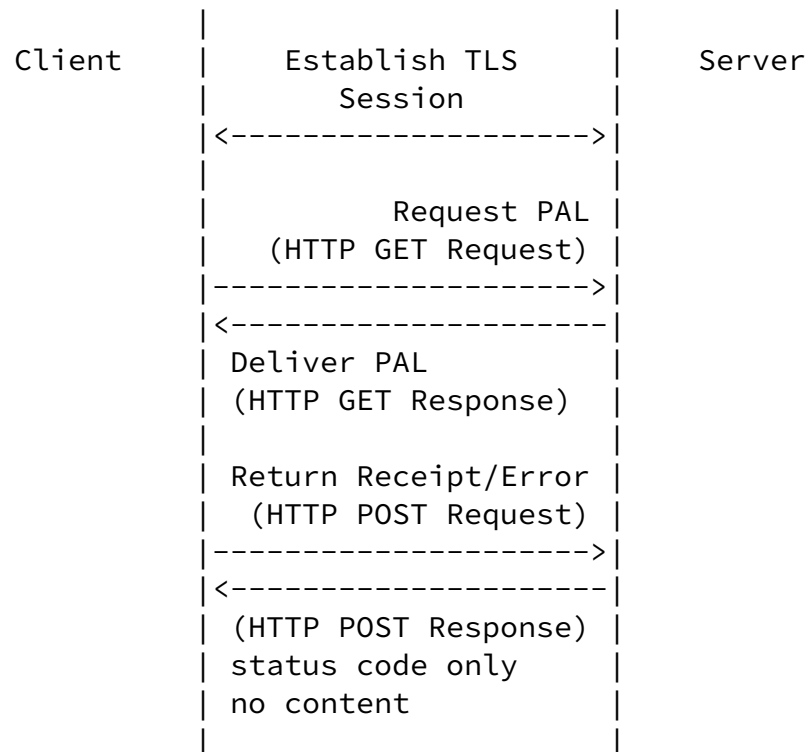 Client Establish TLS Server
Session
Request PAL
(HTTP GET Request)
Deliver PAL
(HTTP GET Response)
Return Receipt/Error
(HTTP POST Request)
(HTTP POST Response)
status code only
no content